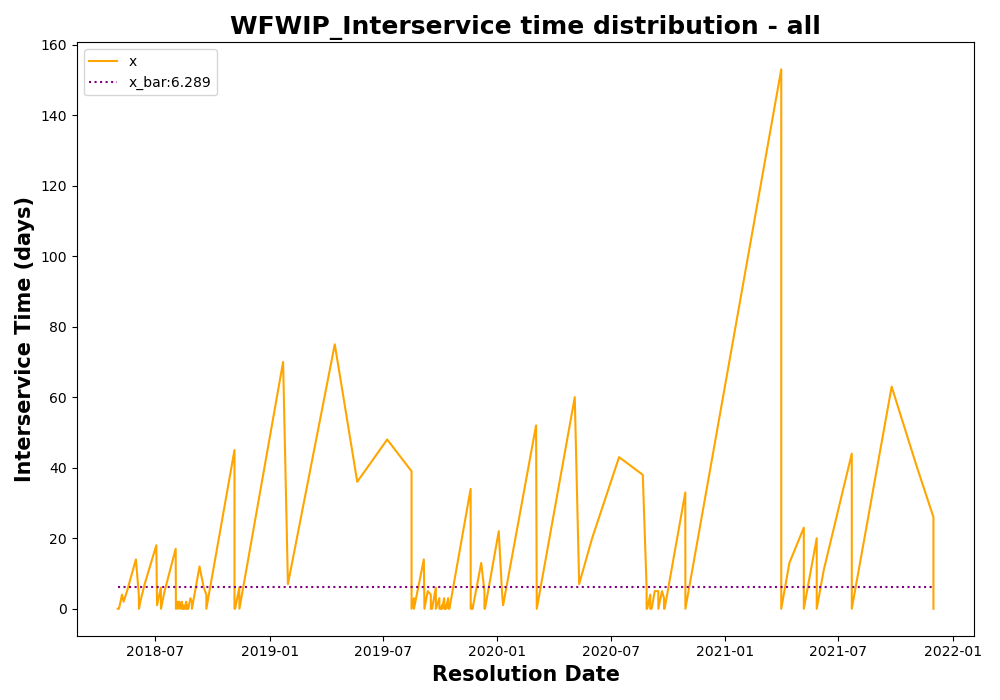 WFWIP_Interservice time distribution - all
x
x_bar:6.289
Interservice Time (days)
160
140
120
100
80
60
40
20
0
2018-07 2019-01 2019-07 2020-01 2020-07 2021-01 2021-07 2022-01
Resolution Date